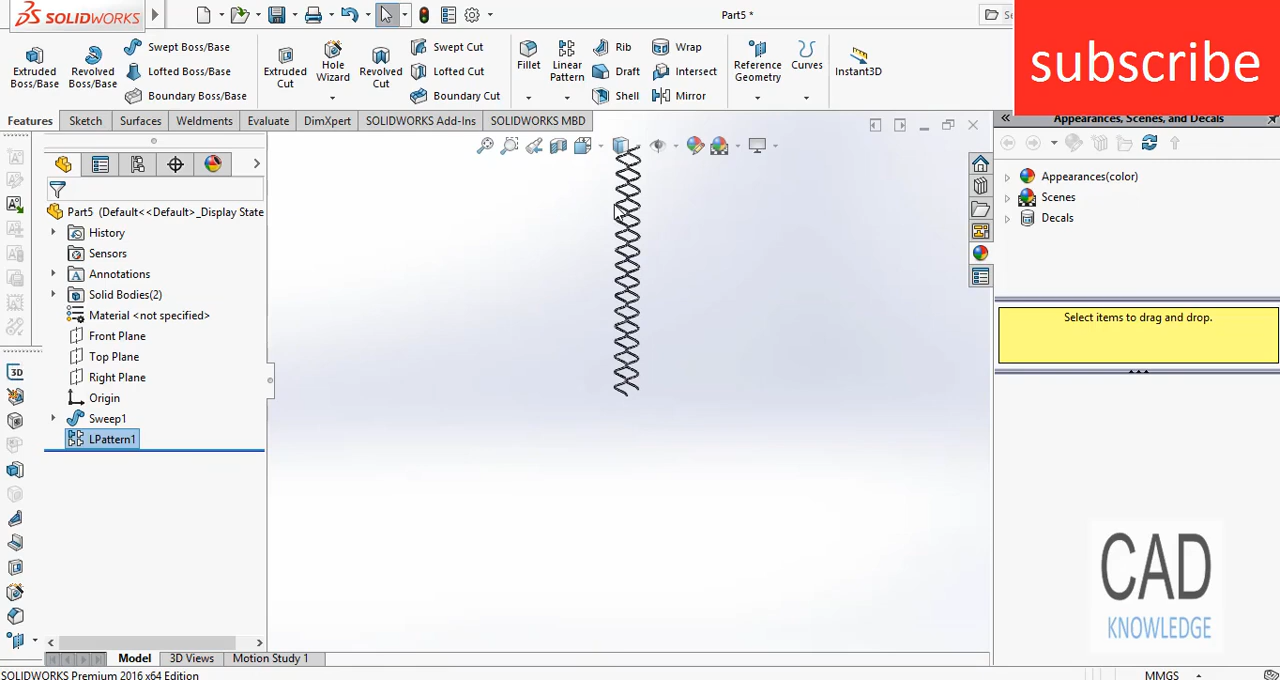 SOLIDWORKS
Part5 *
Se
subscribe
Extruded Boss/Base
Revolved Boss/Base
Swept Boss/Base
Lofted Boss/Base
Boundary Boss/Base
Extruded Cut
Hole Wizard
Revolved Cut
Swept Cut
Lofted Cut
Boundary Cut
Fillet
Linear Pattern
Rib
Draft
Shell
Wrap
Intersect
Mirror
Reference Geometry
Curves
Instant3D
Features
Sketch
Surfaces
Weldments
Evaluate
DimXpert
SOLIDWORKS Add-Ins
SOLIDWORKS MBD
Appearances, Scenes, and Decals
Part5 (Default<<Default>_Display State
History
Sensors
Annotations
Solid Bodies(2)
Material <not specified>
Front Plane
Top Plane
Right Plane
Origin
Sweep1
LPattern1
Appearances(color)
Scenes
Decals
Select items to drag and drop.
3D
CAD
KNOWLEDGE
Model
3D Views
Motion Study 1
SOLIDWORKS Premium 2016 x64 Edition
MMGS